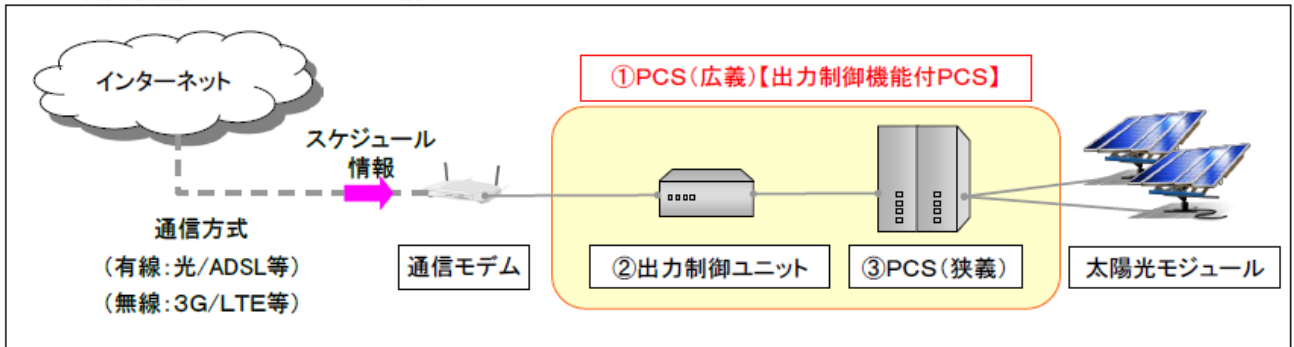 インターネット
①PCS(広義)【出力制御機能付PCS】
スケジュール
情報
通信方式
(有線:光/ADSL等)
(無線:3G/LTE等)
通信モデム
②出力制御ユニット
③PCS(狭義)
太陽光モジュール